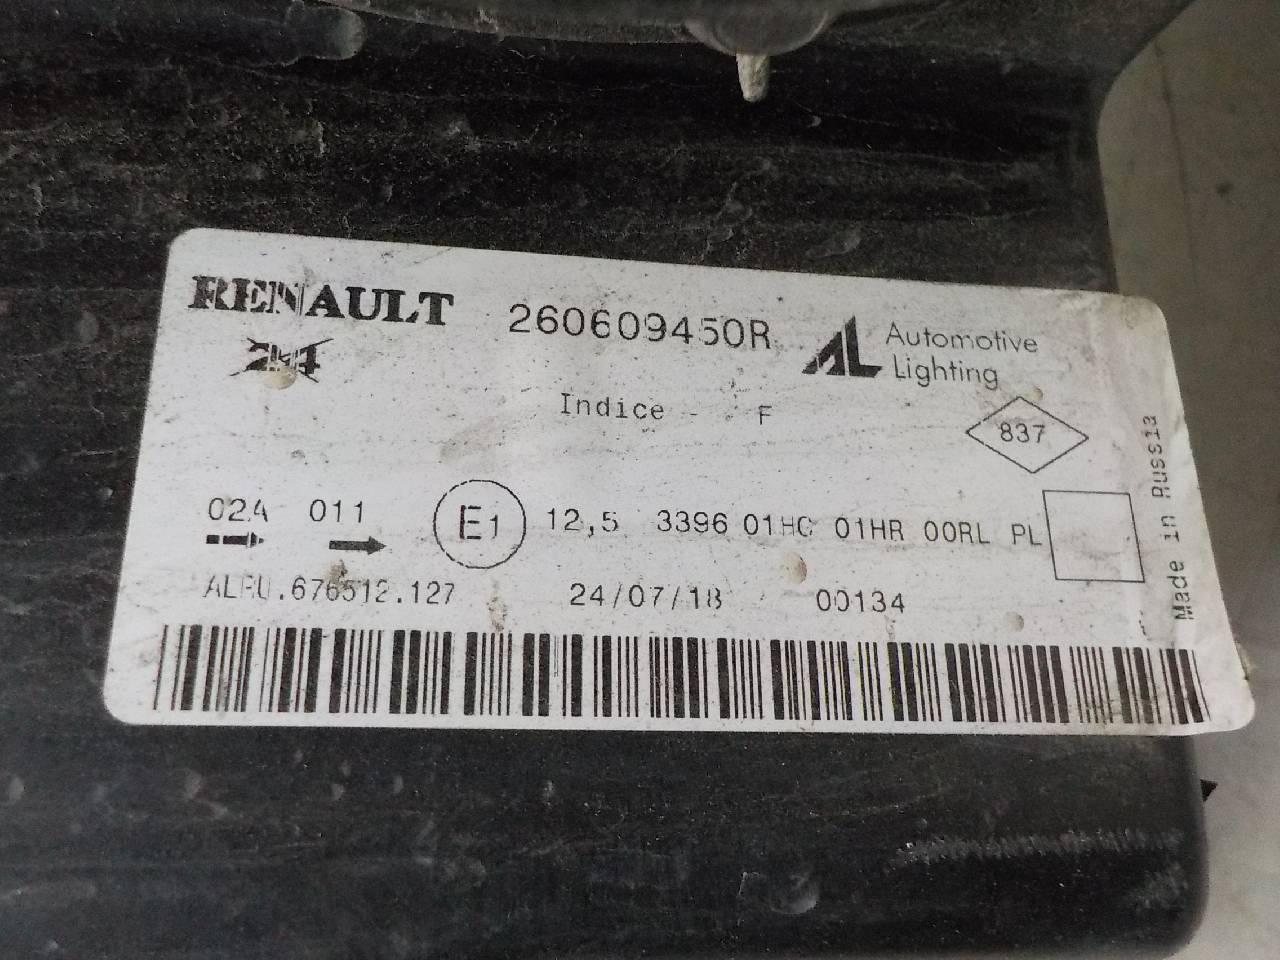 RENAULT 260609450R Automotive
Lighting
Indice - F
837
02A 011 E1 12,5 3396 01HC 01HR 00RL PL
ALRU.676512.127 24/07/18 00134
Made in Russia